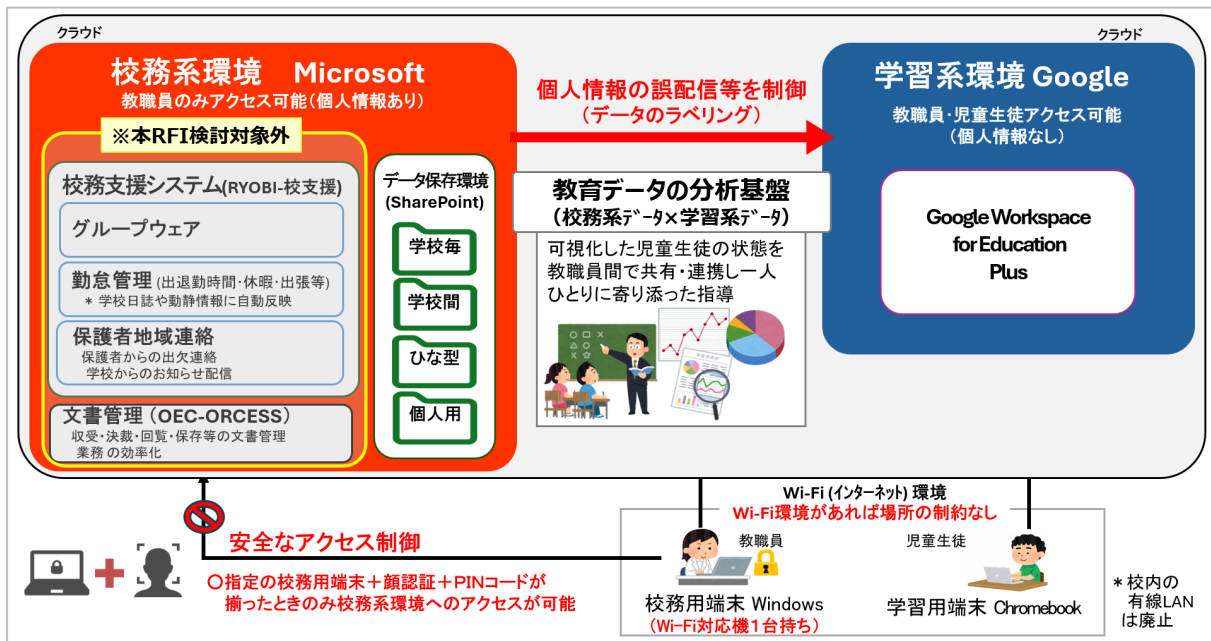 クラウド
校務系環境 Microsoft
教職員のみアクセス可能(個人情報あり)
※本RFI検討対象外
校務支援システム(RYOBI-校支援)
グループウェア
勤怠管理 (出退勤時間・休暇・出張等)
* 学校日誌や動静情報に自動反映
保護者地域連絡
保護者からの出欠連絡
学校からのお知らせ配信
文書管理(OEC-ORCESS)
収受・決裁・回覧・保存等の文書管理
業務の効率化
データ保存環境
(SharePoint)
学校毎
学校間
ひな型
個人用
個人情報の誤配信等を制御
(データのラベリング)
教育データの分析基盤
(校務系データ×学習系データ)
可視化した児童生徒の状態を
教職員間で共有・連携し一人
ひとりに寄り添った指導
クラウド
学習系環境 Google
教職員・児童生徒アクセス可能
(個人情報なし)
Google Workspace
for Education
Plus
安全なアクセス制御
○指定の校務用端末+顔認証+PINコードが
揃ったときのみ校務系環境へのアクセスが可能
Wi-Fi (インターネット) 環境
Wi-Fi環境があれば場所の制約なし
教職員
児童生徒
校務用端末 Windows
(Wi-Fi対応機1台持ち)
学習用端末 Chromebook
*校内の
有線LAN
は廃止